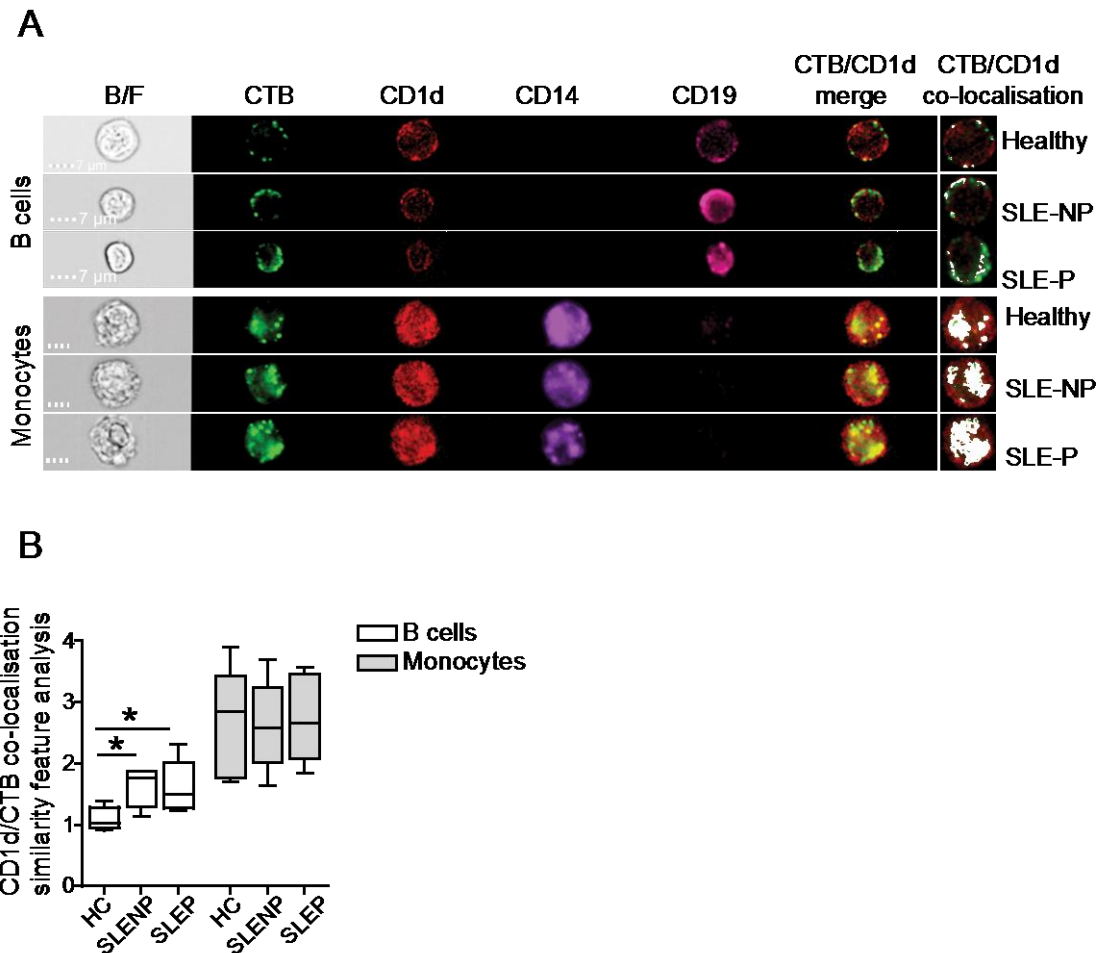 A
B/F CTB CD1d CD14 CD19 CTB/CD1d merge CTB/CD1d co-localisation
B cells
7 μm
Healthy
7 μm
SLE-NP
7 μm
SLE-P
Monocytes
Healthy
SLE-NP
SLE-P
B
CD1d/CTB co-localisation
similarity feature analysis
4
3
2
1
0
*
*
B cells
Monocytes
HC SLENP SLEP HC SLENP SLEP